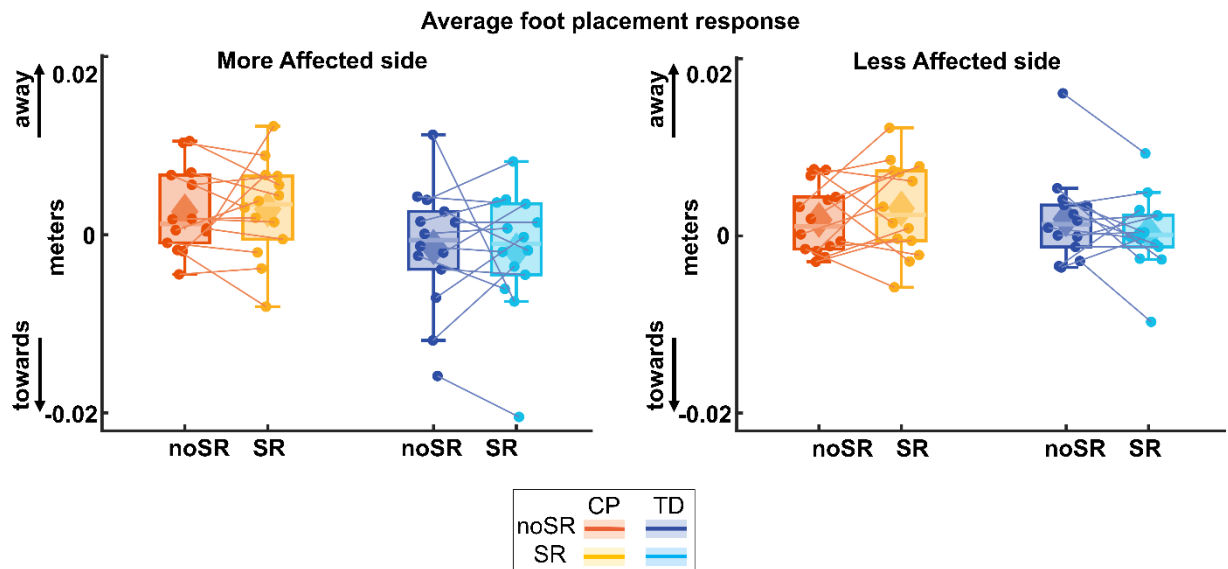 Average foot placement response
More Affected side
away
0.02
meters
0
towards
-0.02
noSR SR noSR SR
Less Affected side
away
0.02
meters
0
towards
-0.02
noSR SR noSR SR
CP TD
noSR
SR